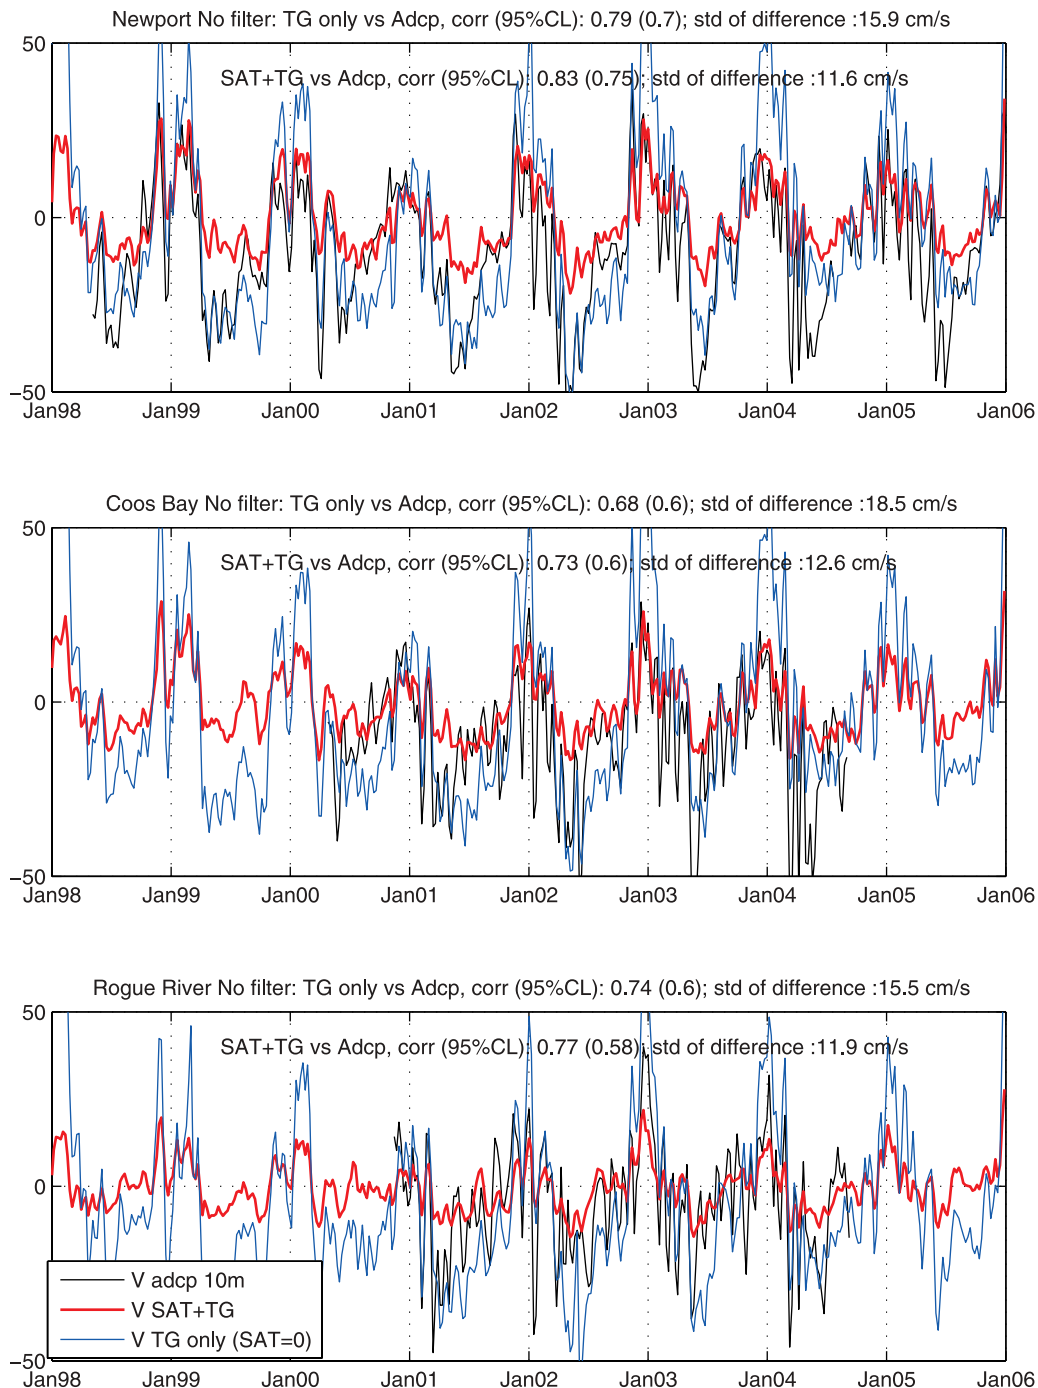 Newport No filter: TG only vs Adcp, corr (95%CL): 0.79 (0.7); std of difference :15.9 cm/s
50
SAT+TG vs Adcp, corr (95%CL): 0.83 (0.75); std of difference :11.6 cm/s
0
−50
Jan98 Jan99 Jan00 Jan01 Jan02 Jan03 Jan04 Jan05 Jan06
Coos Bay No filter: TG only vs Adcp, corr (95%CL): 0.68 (0.6); std of difference :18.5 cm/s
50
SAT+TG vs Adcp, corr (95%CL): 0.73 (0.6); std of difference :12.6 cm/s
0
−50
Jan98 Jan99 Jan00 Jan01 Jan02 Jan03 Jan04 Jan05 Jan06
Rogue River No filter: TG only vs Adcp, corr (95%CL): 0.74 (0.6); std of difference :15.5 cm/s
50
SAT+TG vs Adcp, corr (95%CL): 0.77 (0.58); std of difference :11.9 cm/s
0
V adcp 10m
V SAT+TG
V TG only (SAT=0)
−50
Jan98 Jan99 Jan00 Jan01 Jan02 Jan03 Jan04 Jan05 Jan06